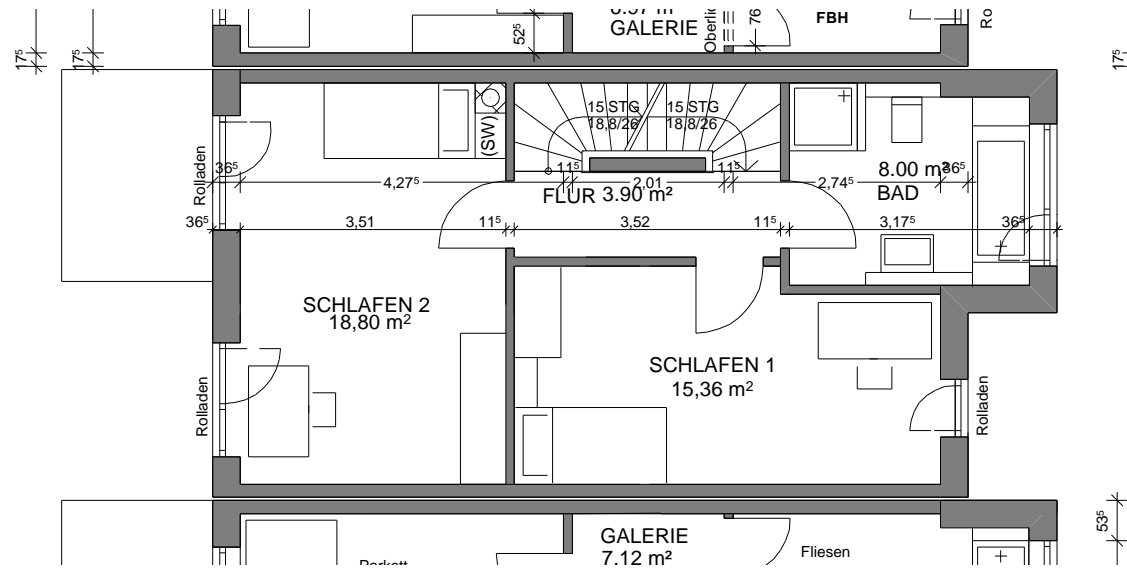 GALERIE
Oberlic
76
FBH
Ro
52⁵
17⁵
17⁵
17⁵
15 STG
18,8/26
15 STG
18,8/26
(SW)
Rolladen
36⁵
4,27⁵
11⁵
2,01
11⁵
2,74⁵
36⁵
8.00 m²
BAD
FLUR 3.90 m²
36⁵
3,51
11⁵
3,52
11⁵
3,17⁵
36⁵
SCHLAFEN 2
18,80 m²
SCHLAFEN 1
15,36 m²
Rolladen
Rolladen
GALERIE
7,12 m²
Fliesen
Parkett
53⁵